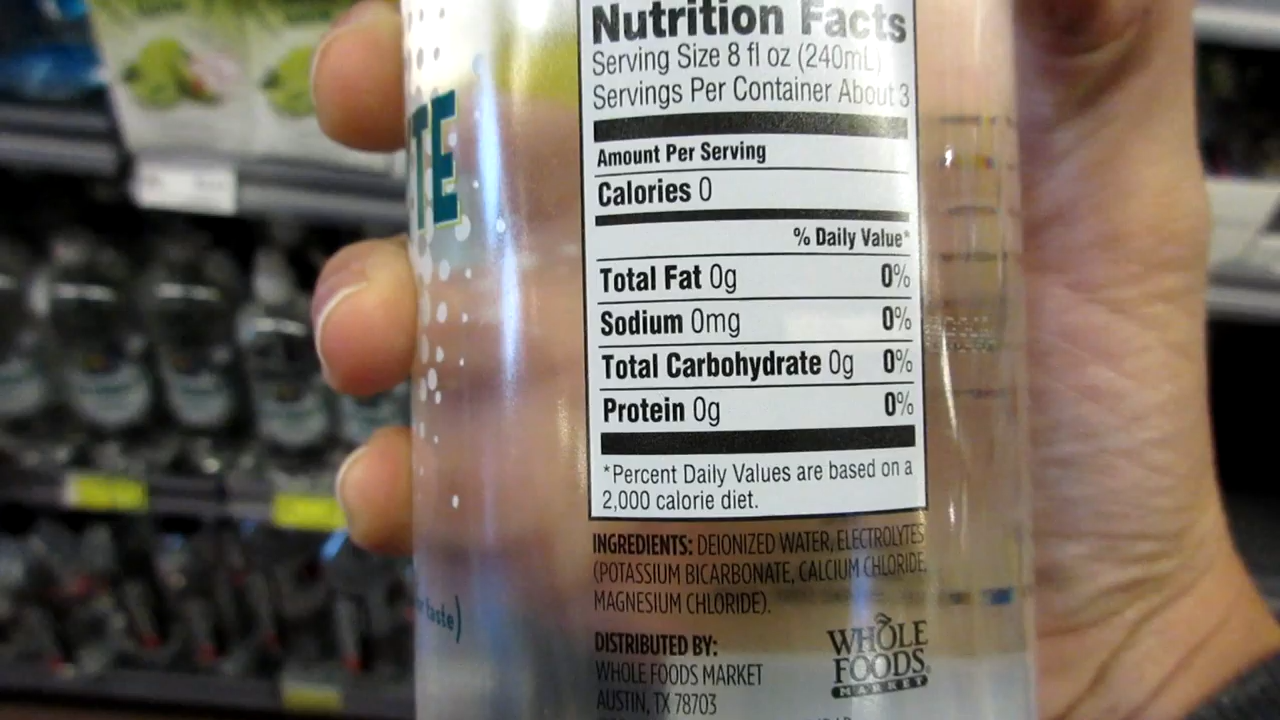 TE
Nutrition Facts
Serving Size 8 fl oz (240mL)
Servings Per Container About 3
Amount Per Serving
Calories 0
% Daily Value*
Total Fat 0g 0%
Sodium 0mg 0%
Total Carbohydrate 0g 0%
Protein 0g 0%
*Percent Daily Values are based on a
2,000 calorie diet.
INGREDIENTS: DEIONIZED WATER, ELECTROLYTES
(POTASSIUM BICARBONATE, CALCIUM CHLORIDE,
MAGNESIUM CHLORIDE).
taste)
DISTRIBUTED BY:
WHOLE FOODS MARKET
AUSTIN, TX 78703
WHOLE
FOODS
MARKET